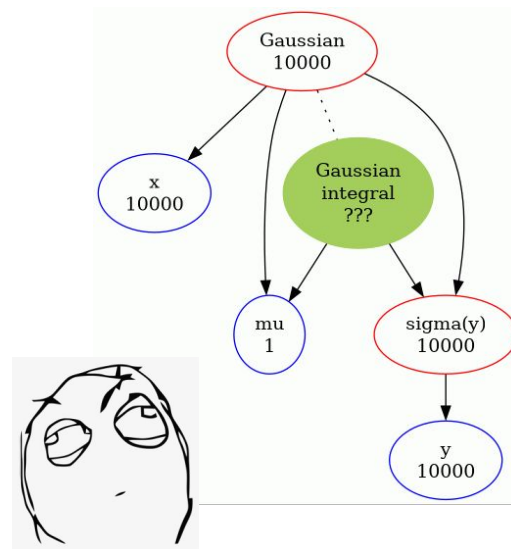 Gaussian
10000
x
10000
Gaussian
integral
???
mu
1
sigma(y)
10000
y
10000